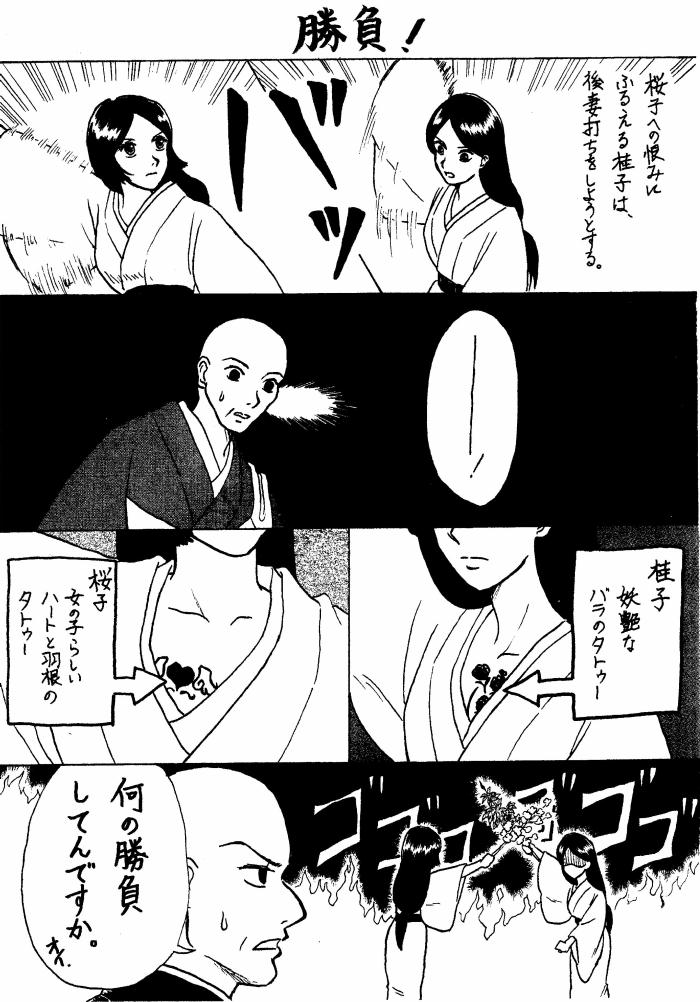 勝負！
桜子への恨みに
ふるえる桂子は、
後妻打ちをしようとする。
バッ
桂子
妖艶な
バラのタトゥー
桜子
女の子らしい
ハートと羽根の
タトゥー
ゴゴゴゴ
何の勝負
してんですか。
オイ